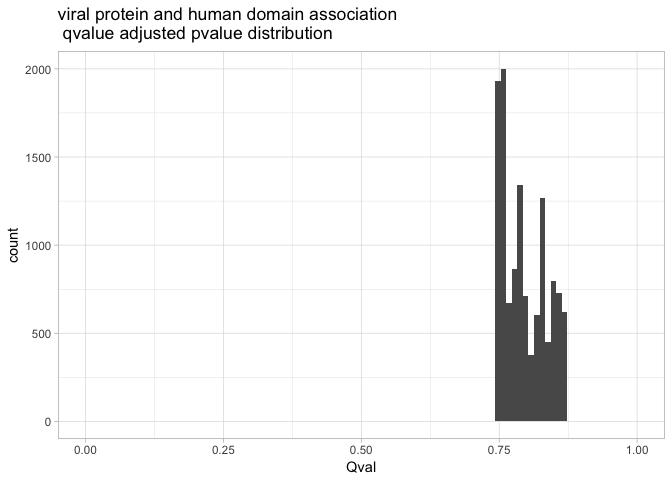 viral protein and human domain association
qvalue adjusted pvalue distribution
2000
1500
1000
500
0
count
0.00 0.25 0.50 0.75 1.00
Qval